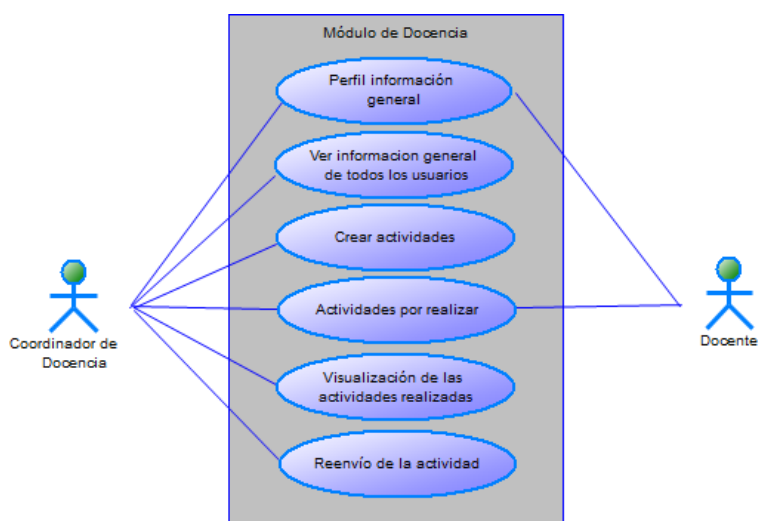 Módulo de Docencia
Perfil información
general
Ver informacion general
de todos los usuarios
Crear actividades
Actividades por realizar
Visualización de las
actividades realizadas
Reenvío de la actividad
Coordinador de
Docencia
Docente